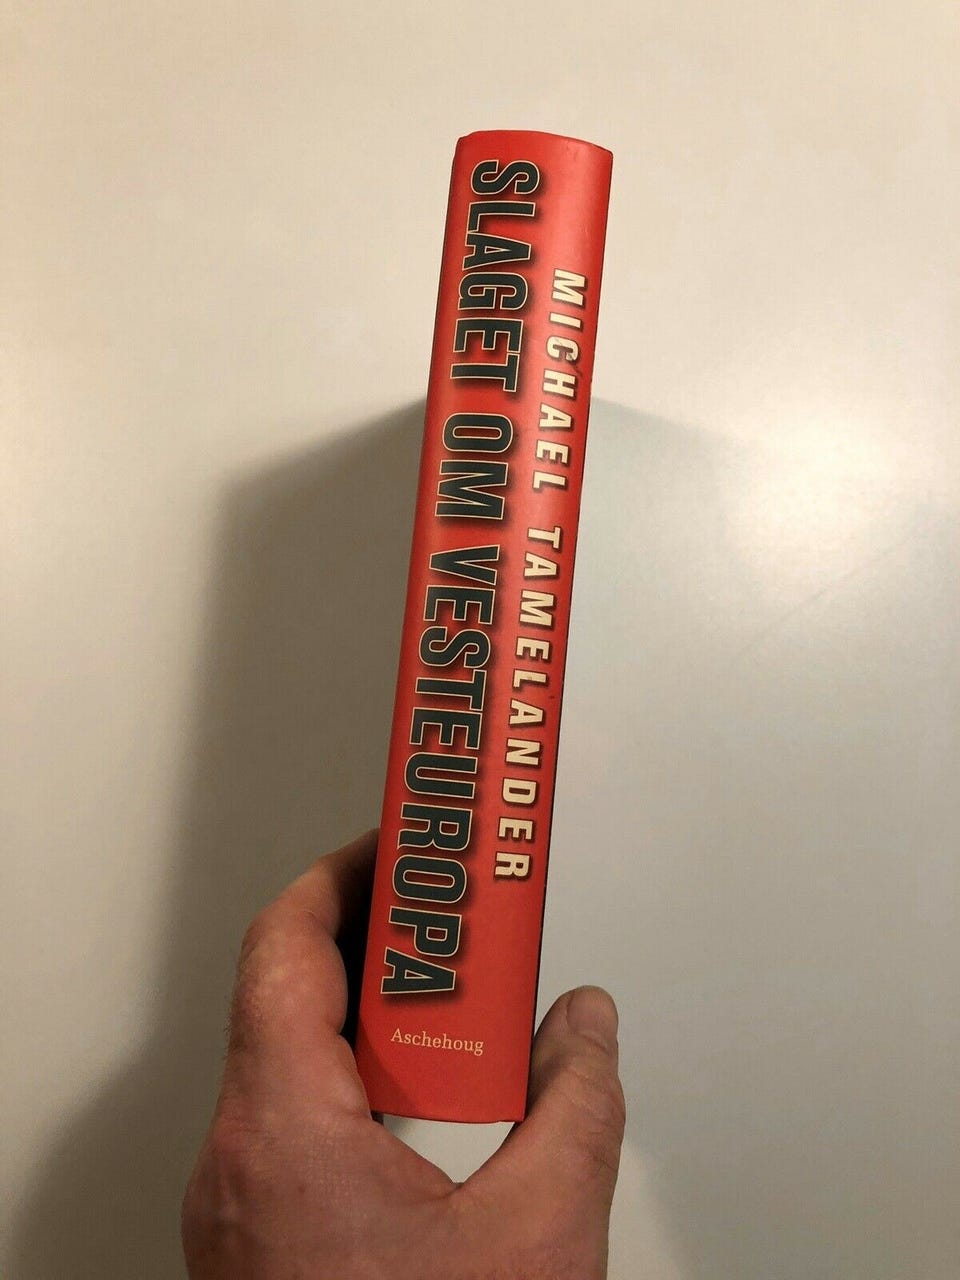 MICHAEL TAMELANDER
SLAGET OM VESTEUROPA
Aschehoug